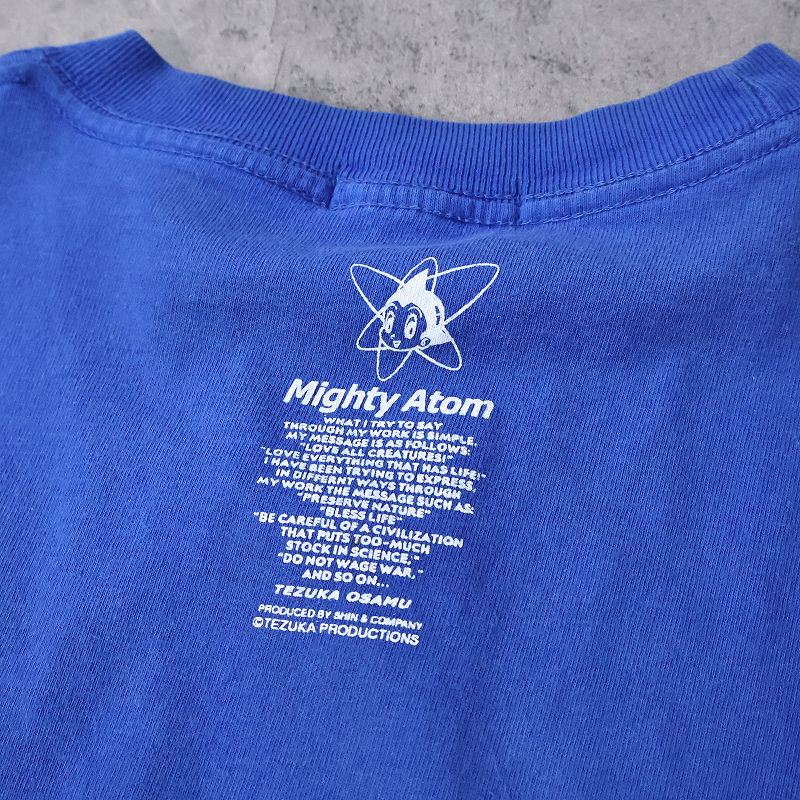 Mighty Atom
WHAT I TRY TO SAY
THROUGH MY WORK IS SIMPLE.
MY MESSAGE IS AS FOLLOWS:
"LOVE ALL CREATURES!"
"LOVE EVERYTHING THAT HAS LIFE!"
I HAVE BEEN TRYING TO EXPRESS,
IN DIFFERNT WAYS THROUGH
MY WORK THE MESSAGE SUCH AS:
"PRESERVE NATURE"
"BLESS LIFE"
"BE CAREFUL OF A CIVILIZATION
THAT PUTS TOO-MUCH
STOCK IN SCIENCE,"
"DO NOT WAGE WAR,"
AND SO ON...
TEZUKA OSAMU
PRODUCED BY SHIN & COMPANY
©TEZUKA PRODUCTIONS